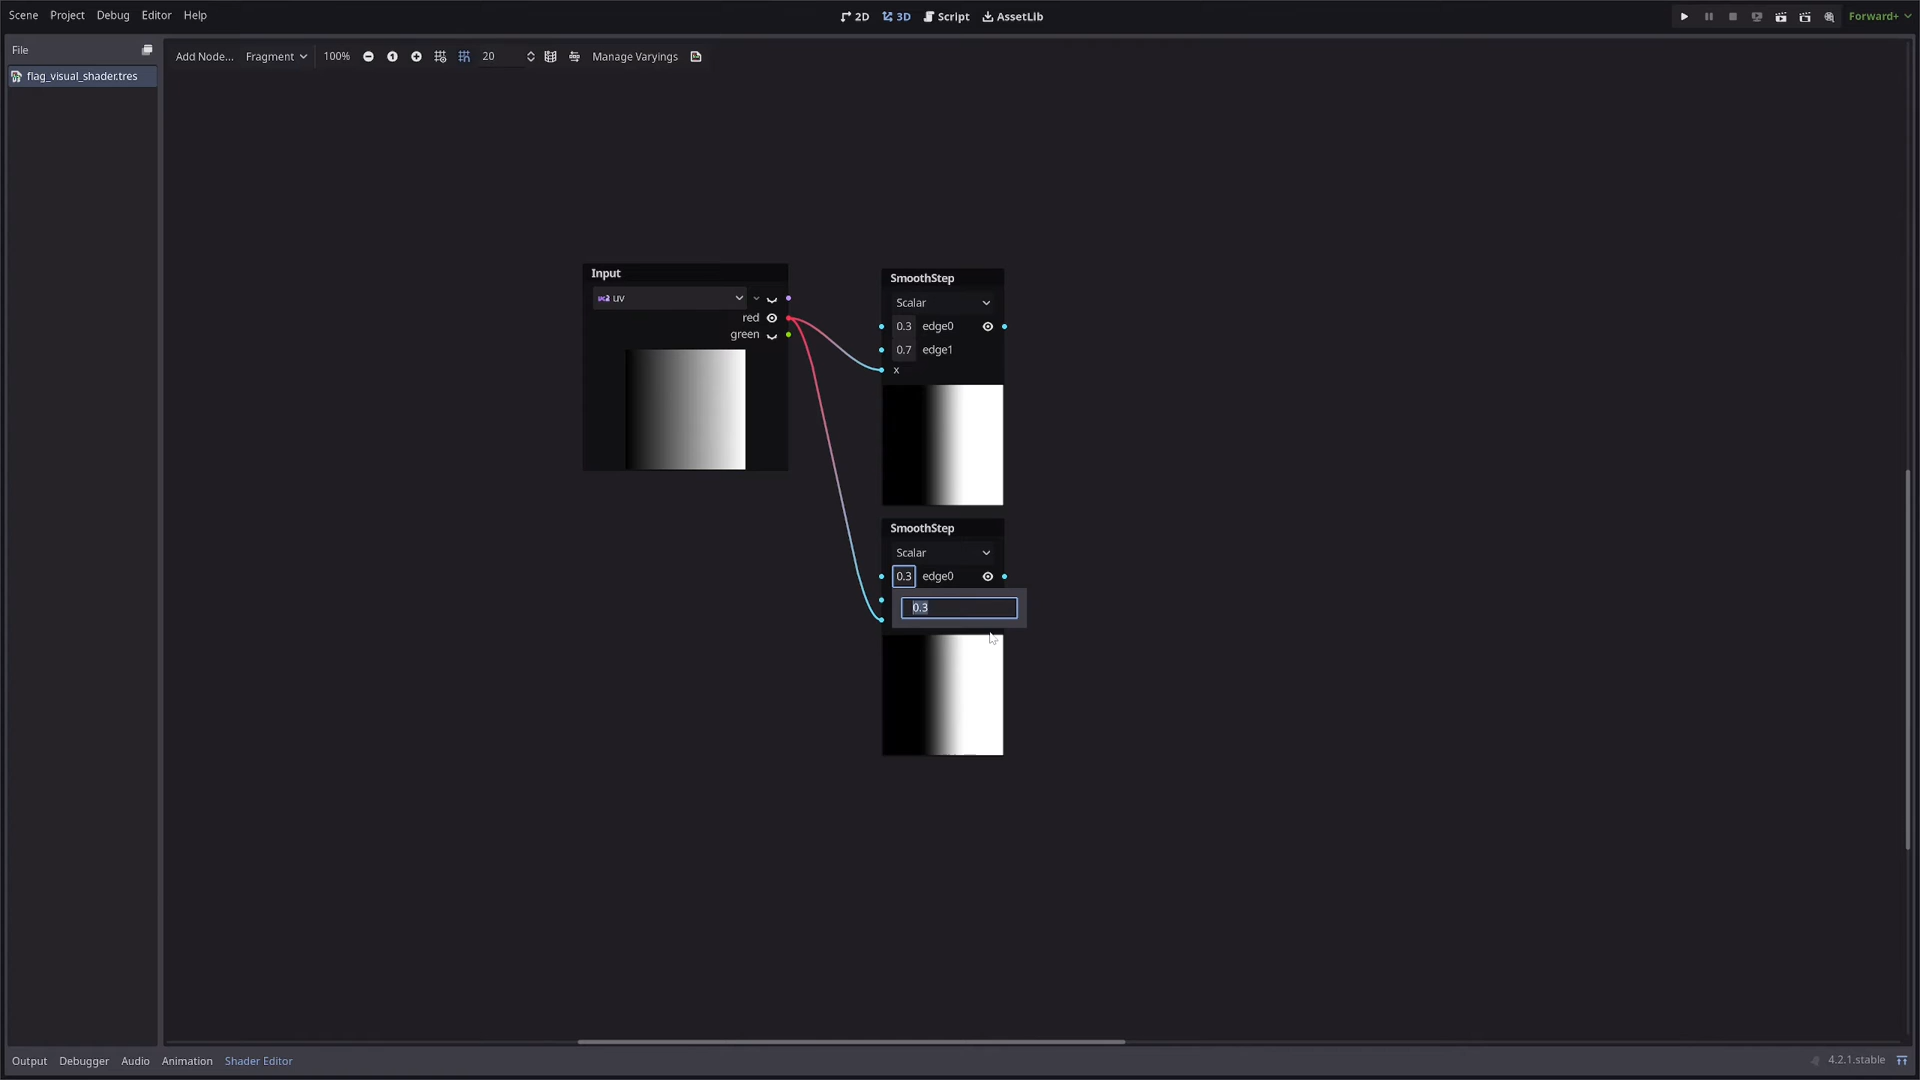 Scene Project Debug Editor Help
2D 3D Script AssetLib
Forward+
File
flag_visual_shader.tres
Add Node... Fragment 100% 20 Manage Varyings
Input
uv
red
green
SmoothStep
Scalar
0.3 edge0
0.7 edge1
x
SmoothStep
Scalar
0.3 edge0
0.3
Output Debugger Audio Animation Shader Editor
4.2.1.stable